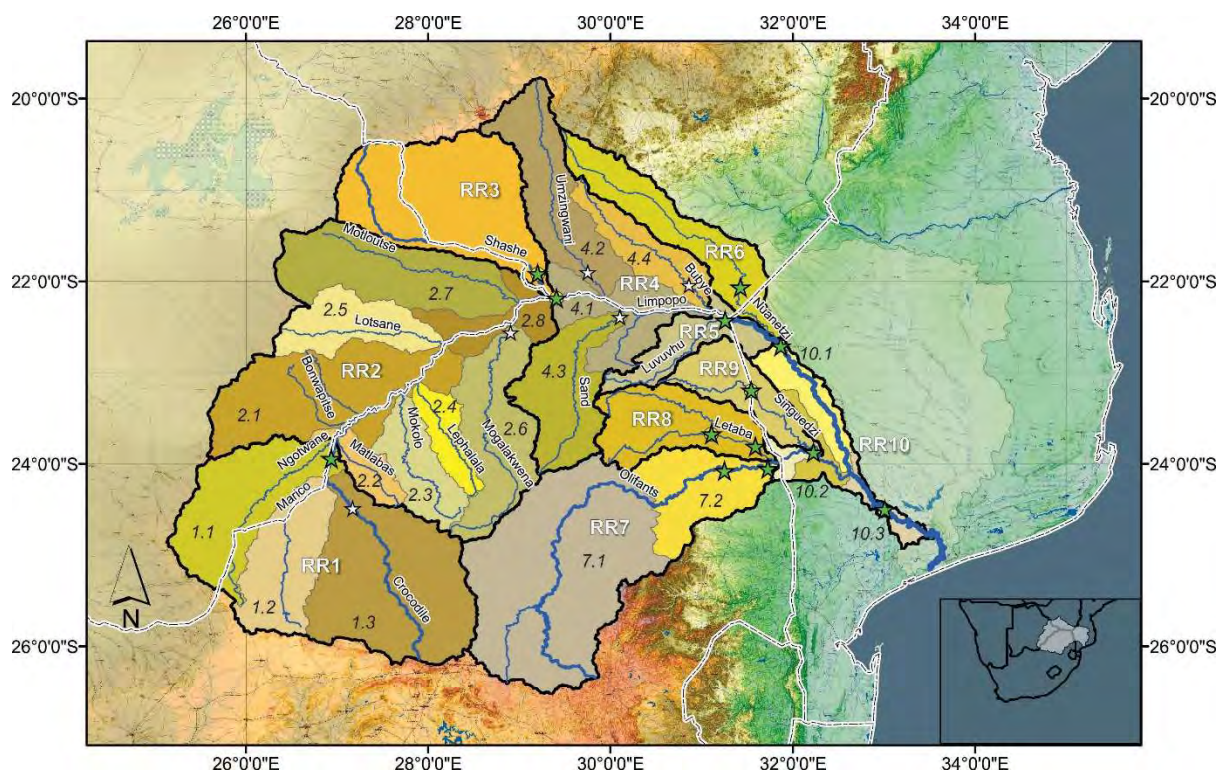 26°0'0"E
28°0'0"E
30°0'0"E
32°0'0"E
34°0'0"E
20°0'0"S
20°0'0"S
RR3
Umzingwani
Motloutse
Shashe
4.2
4.4
Bubye
RR6
22°0'0"S
22°0'0"S
2.7
RR4
Limpopo
Nuanetzi
2.5
2.8
4.1
Lotsane
RR5
10.1
Bonwapitse
RR2
Luvuvhu
RR9
2.1
4.3
Sand
Singuedzi
2.4
Mokolo
Lephalala
Mogalakwena
2.6
RR8
Letaba
RR10
24°0'0"S
24°0'0"S
Ngotwane
Matlabas
2.2
2.3
Olifants
Marico
7.2
10.2
1.1
RR7
10.3
RR1
7.1
Crocodile
N
1.2
1.3
26°0'0"S
26°0'0"S
26°0'0"E
28°0'0"E
30°0'0"E
32°0'0"E
34°0'0"E